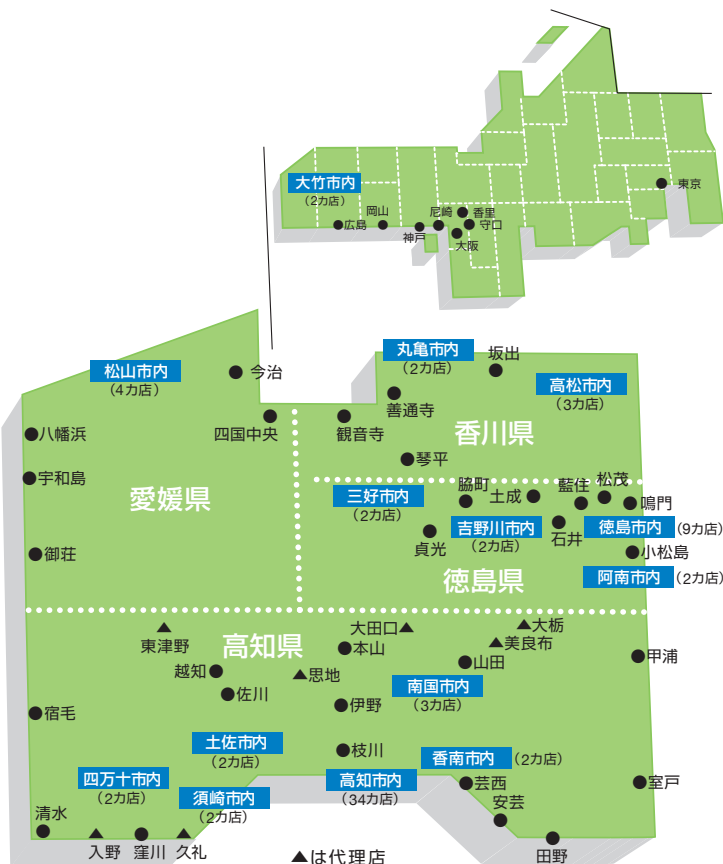 大竹市内
(2カ店)
広島
岡山
神戸
尼崎
香里
守口
大阪
東京
松山市内
(4カ店)
今治
八幡浜
四国中央
宇和島
愛媛県
御荘
丸亀市内
(2カ店)
坂出
高松市内
(3カ店)
善通寺
観音寺
香川県
琴平
三好市内
(2カ店)
脇町
土成
藍住
松茂
鳴門
貞光
吉野川市内
(2カ店)
石井
徳島市内 (9カ店)
小松島
徳島県
阿南市内 (2カ店)
東津野
高知県
大田口
本山
大栃
美良布
甲浦
越知
思地
山田
佐川
伊野
南国市内
(3カ店)
宿毛
土佐市内
(2カ店)
枝川
香南市内 (2カ店)
四万十市内
(2カ店)
須崎市内
(2カ店)
高知市内
(34カ店)
芸西
室戸
安芸
清水
入野
窪川
久礼
田野
▲は代理店